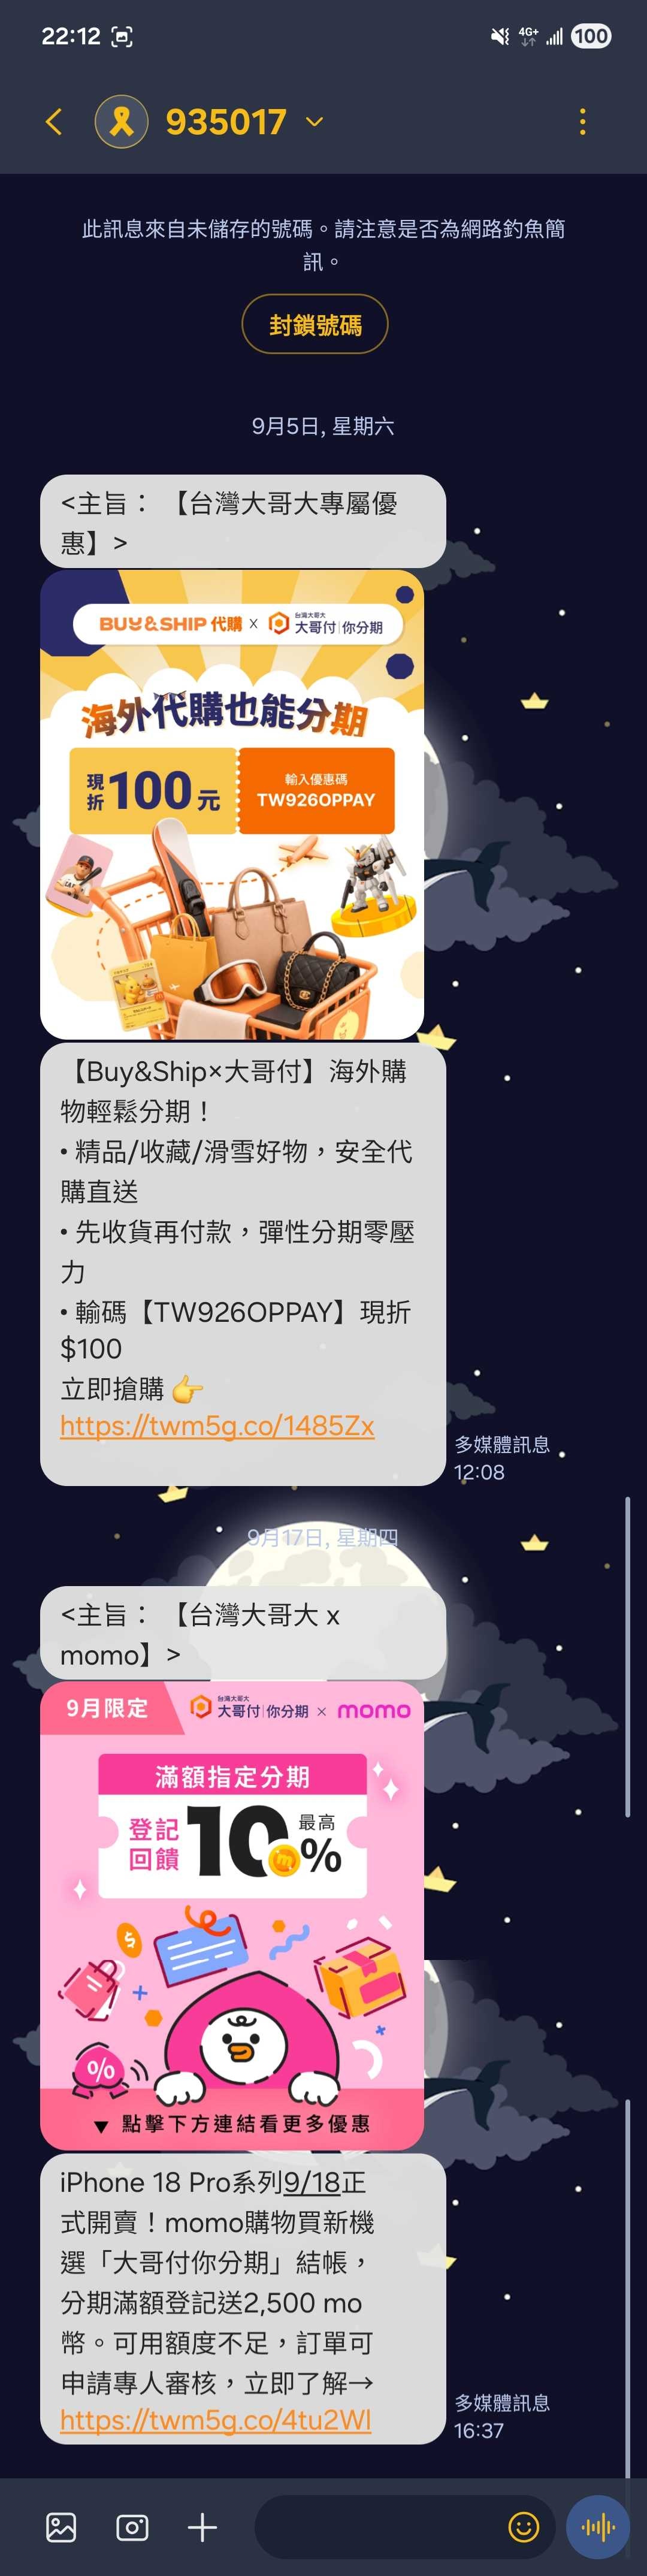 22:12
4G+
100
935017
此訊息來自未儲存的號碼。請注意是否為網路釣魚簡
訊。
封鎖號碼
9月5日, 星期六
<主旨： 【台灣大哥大專屬優
惠】>
BUY&SHIP 代購 x 台灣大哥大 大哥付|你分期
海外代購也能分期
現折100元
輸入優惠碼
TW926OPPAY
【Buy&Ship×大哥付】海外購
物輕鬆分期！
• 精品/收藏/滑雪好物，安全代
購直送
• 先收貨再付款，彈性分期零壓
力
• 輸碼【TW926OPPAY】現折
$100
立即搶購 👉
https://twm5g.co/1485Zx
多媒體訊息
12:08
9月17日, 星期四
<主旨： 【台灣大哥大 x
momo】>
9月限定
台灣大哥大 大哥付|你分期 × momo
滿額指定分期
登記
回饋
最高
10%
%
▼ 點擊下方連結看更多優惠
iPhone 18 Pro系列9/18正
式開賣！momo購物買新機
選「大哥付你分期」結帳，
分期滿額登記送2,500 mo
幣。可用額度不足，訂單可
申請專人審核，立即了解→
https://twm5g.co/4tu2Wl
多媒體訊息
16:37